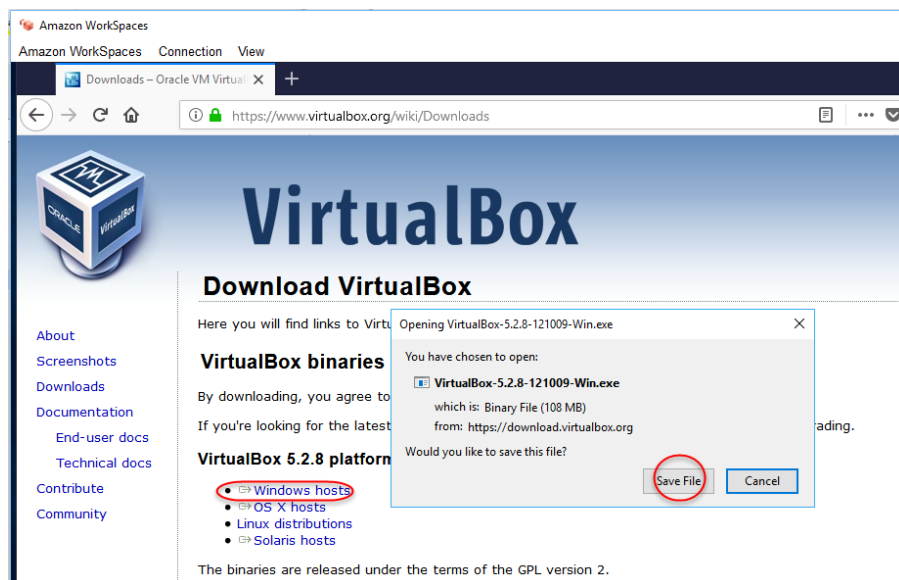 Amazon WorkSpaces
Amazon WorkSpaces Connection View
Downloads – Oracle VM Virtual
https://www.virtualbox.org/wiki/Downloads
ORACLE
VirtualBox
VirtualBox
Download VirtualBox
Here you will find links to Virtu
VirtualBox binaries
By downloading, you agree to
If you're looking for the latest
rading.
VirtualBox 5.2.8 platform
Windows hosts
OS X hosts
Linux distributions
Solaris hosts
The binaries are released under the terms of the GPL version 2.
About
Screenshots
Downloads
Documentation
End-user docs
Technical docs
Contribute
Community
Opening VirtualBox-5.2.8-121009-Win.exe
You have chosen to open:
VirtualBox-5.2.8-121009-Win.exe
which is: Binary File (108 MB)
from: https://download.virtualbox.org
Would you like to save this file?
Save File Cancel